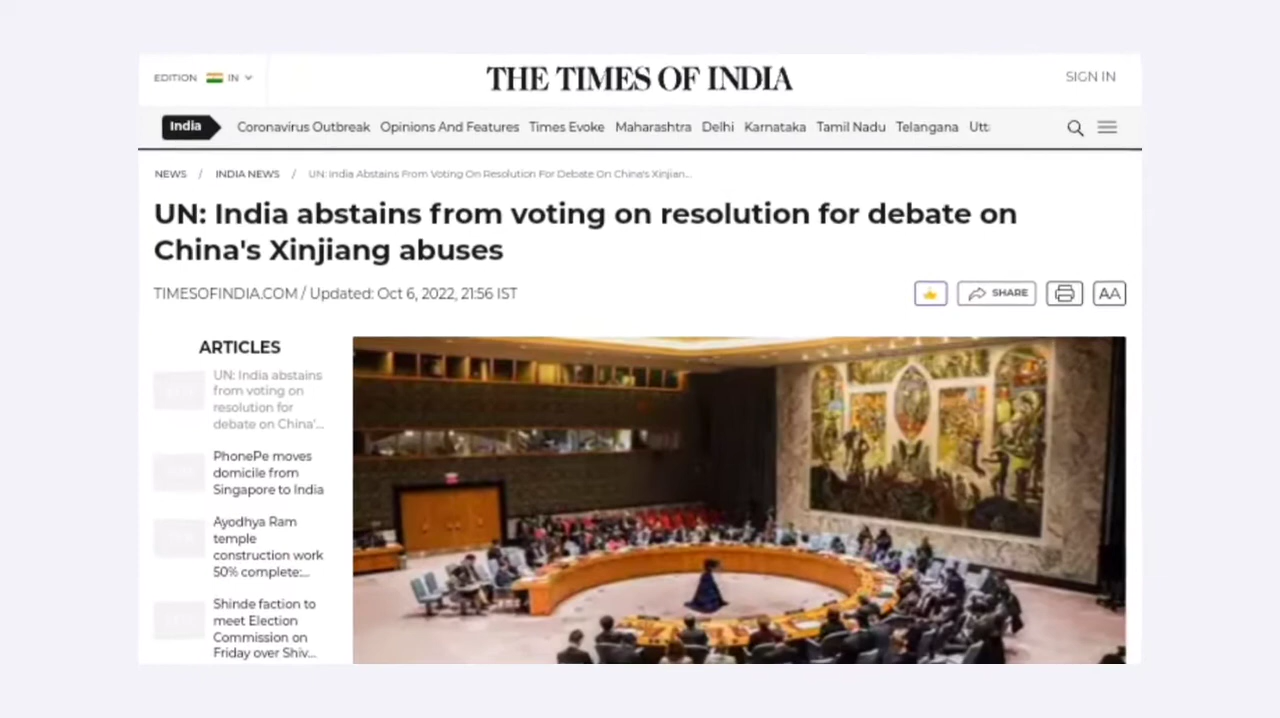 EDITION IN
THE TIMES OF INDIA
SIGN IN
India
Coronavirus Outbreak Opinions And Features Times Evoke Maharashtra Delhi Karnataka Tamil Nadu Telangana Utt
NEWS / INDIA NEWS / UN: India Abstains From Voting On Resolution For Debate On China's Xinjian...
UN: India abstains from voting on resolution for debate on
China's Xinjiang abuses
TIMESOFINDIA.COM / Updated: Oct 6, 2022, 21:56 IST
SHARE
AA
ARTICLES
UN: India abstains
from voting on
resolution for
debate on China'...
PhonePe moves
domicile from
Singapore to India
Ayodhya Ram
temple
construction work
50% complete:...
Shinde faction to
meet Election
Commission on
Friday over Shiv...